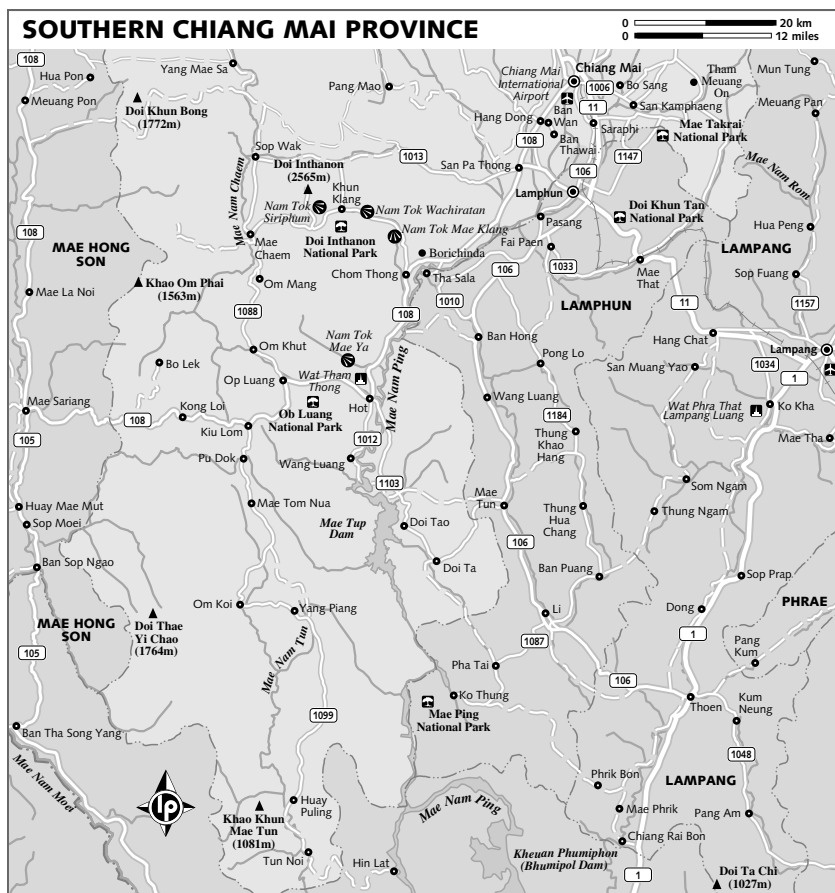 SOUTHERN CHIANG MAI PROVINCE
0 20 km
0 12 miles
108
Hua Pon
Meuang Pon
Yang Mae Sa
Doi Khun Bong
(1772m)
Pang Mao
Chiang Mai
International
Airport
Chiang Mai
1006
Bo Sang
Tham
Meuang
On
Mun Tung
Meuang Pan
San Kamphaeng
11
Hang Dong
Ban
Wan
Saraphi
Ban
Thawai
108
Mae Takrai
National Park
1147
Sop Wak
Doi Inthanon
(2565m)
1013
San Pa Thong
106
Lamphun
Mae Nam Rom
Mae Nam Chaem
Khun
Klang
Nam Tok
Siriphum
Nam Tok Wachiratan
Nam Tok Mae Klang
Doi Inthanon
National Park
Pasang
Doi Khun Tan
National Park
Hua Peng
108
MAE HONG
SON
Mae
Chaem
Borichinda
Fai Paen
LAMPANG
Khao Om Phai
(1563m)
Om Mang
Chom Thong
Tha Sala
106
1033
Mae
That
Sop Fuang
Mae La Noi
1010
LAMPHUN
11
1157
1088
108
Ban Hong
Hang Chat
Lampang
Om Khut
Nam Tok
Mae Ya
Mae Nam Ping
Pong Lo
San Muang Yao
1034
1
Bo Lek
Op Luang
Wat Tham
Thong
Wang Luang
Mae Sariang
Kong Loi
108
Ob Luang
National Park
Hot
1184
Wat Phra That
Lampang Luang
Ko Kha
105
Kiu Lom
1012
Thung
Khao
Hang
Mae Tha
Pu Dok
Wang Luang
1103
Som Ngam
Huay Mae Mut
Sop Moei
Mae Tom Nua
Mae Tup
Dam
Doi Tao
Mae
Tun
Thung
Hua
Chang
Thung Ngam
106
Ban Sop Ngao
Doi Ta
Ban Puang
Sop Prap
Om Koi
Yang Piang
Li
Dong
PHRAE
MAE HONG
SON
Doi Thae
Yi Chao
(1764m)
Mae Nam Tun
1087
1
Pang
Kum
105
Pha Tai
106
Ko Thung
Thoen
Kum
Neung
1099
Mae Ping
National Park
Ban Tha Song Yang
1048
Mae Nam Moei
LAMPANG
Phrik Bon
lp
Khao Khun
Mae Tun
(1081m)
Huay
Puling
Mae Nam Ping
Mae Phrik
Pang Am
Chiang Rai Bon
Tun Noi
Hin Lat
Kheuan Phumiphon
(Bhumipol Dam)
1
Doi Ta Chi
(1027m)